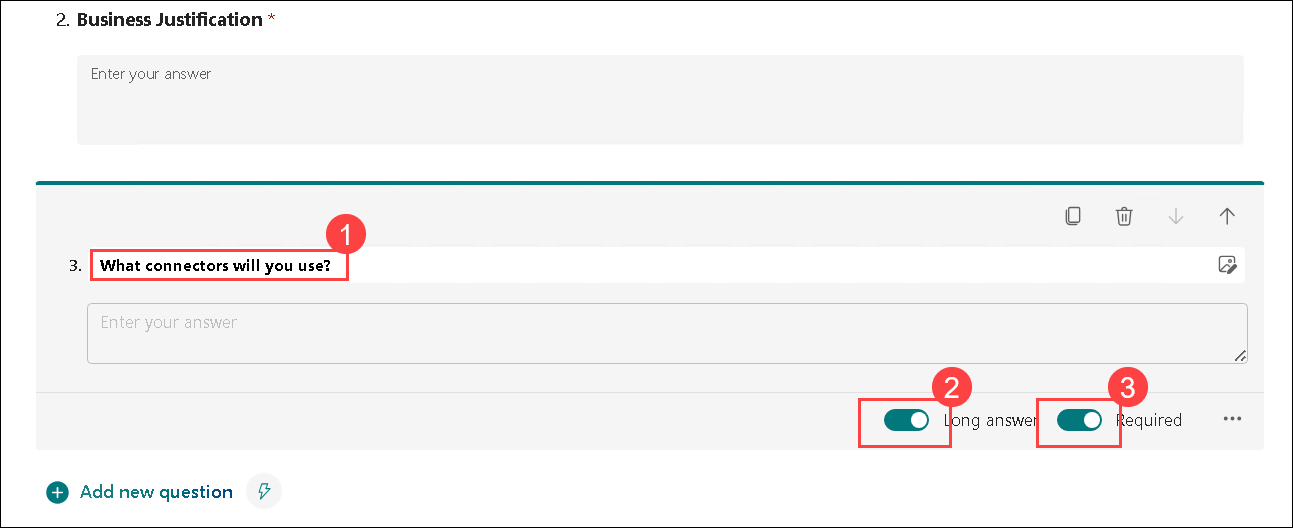 2. Business Justification *
Enter your answer
1
3. What connectors will you use?
Enter your answer
2
3
Long answer
Required
Add new question